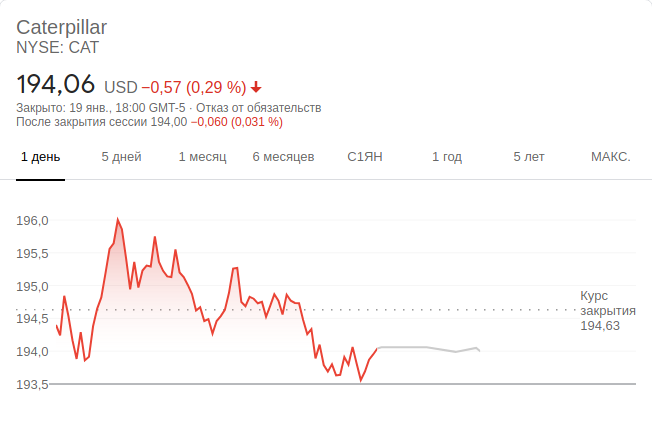 Caterpillar
NYSE: CAT
194,06 USD −0,57 (0,29 %)
Закрыто: 19 янв., 18:00 GMT-5 · Отказ от обязательств
После закрытия сессии 194,00 −0,060 (0,031 %)
1 день 5 дней 1 месяц 6 месяцев С1ЯН 1 год 5 лет МАКС.
196,0
195,5
195,0
194,5
194,0
193,5
Курс
закрытия
194,63